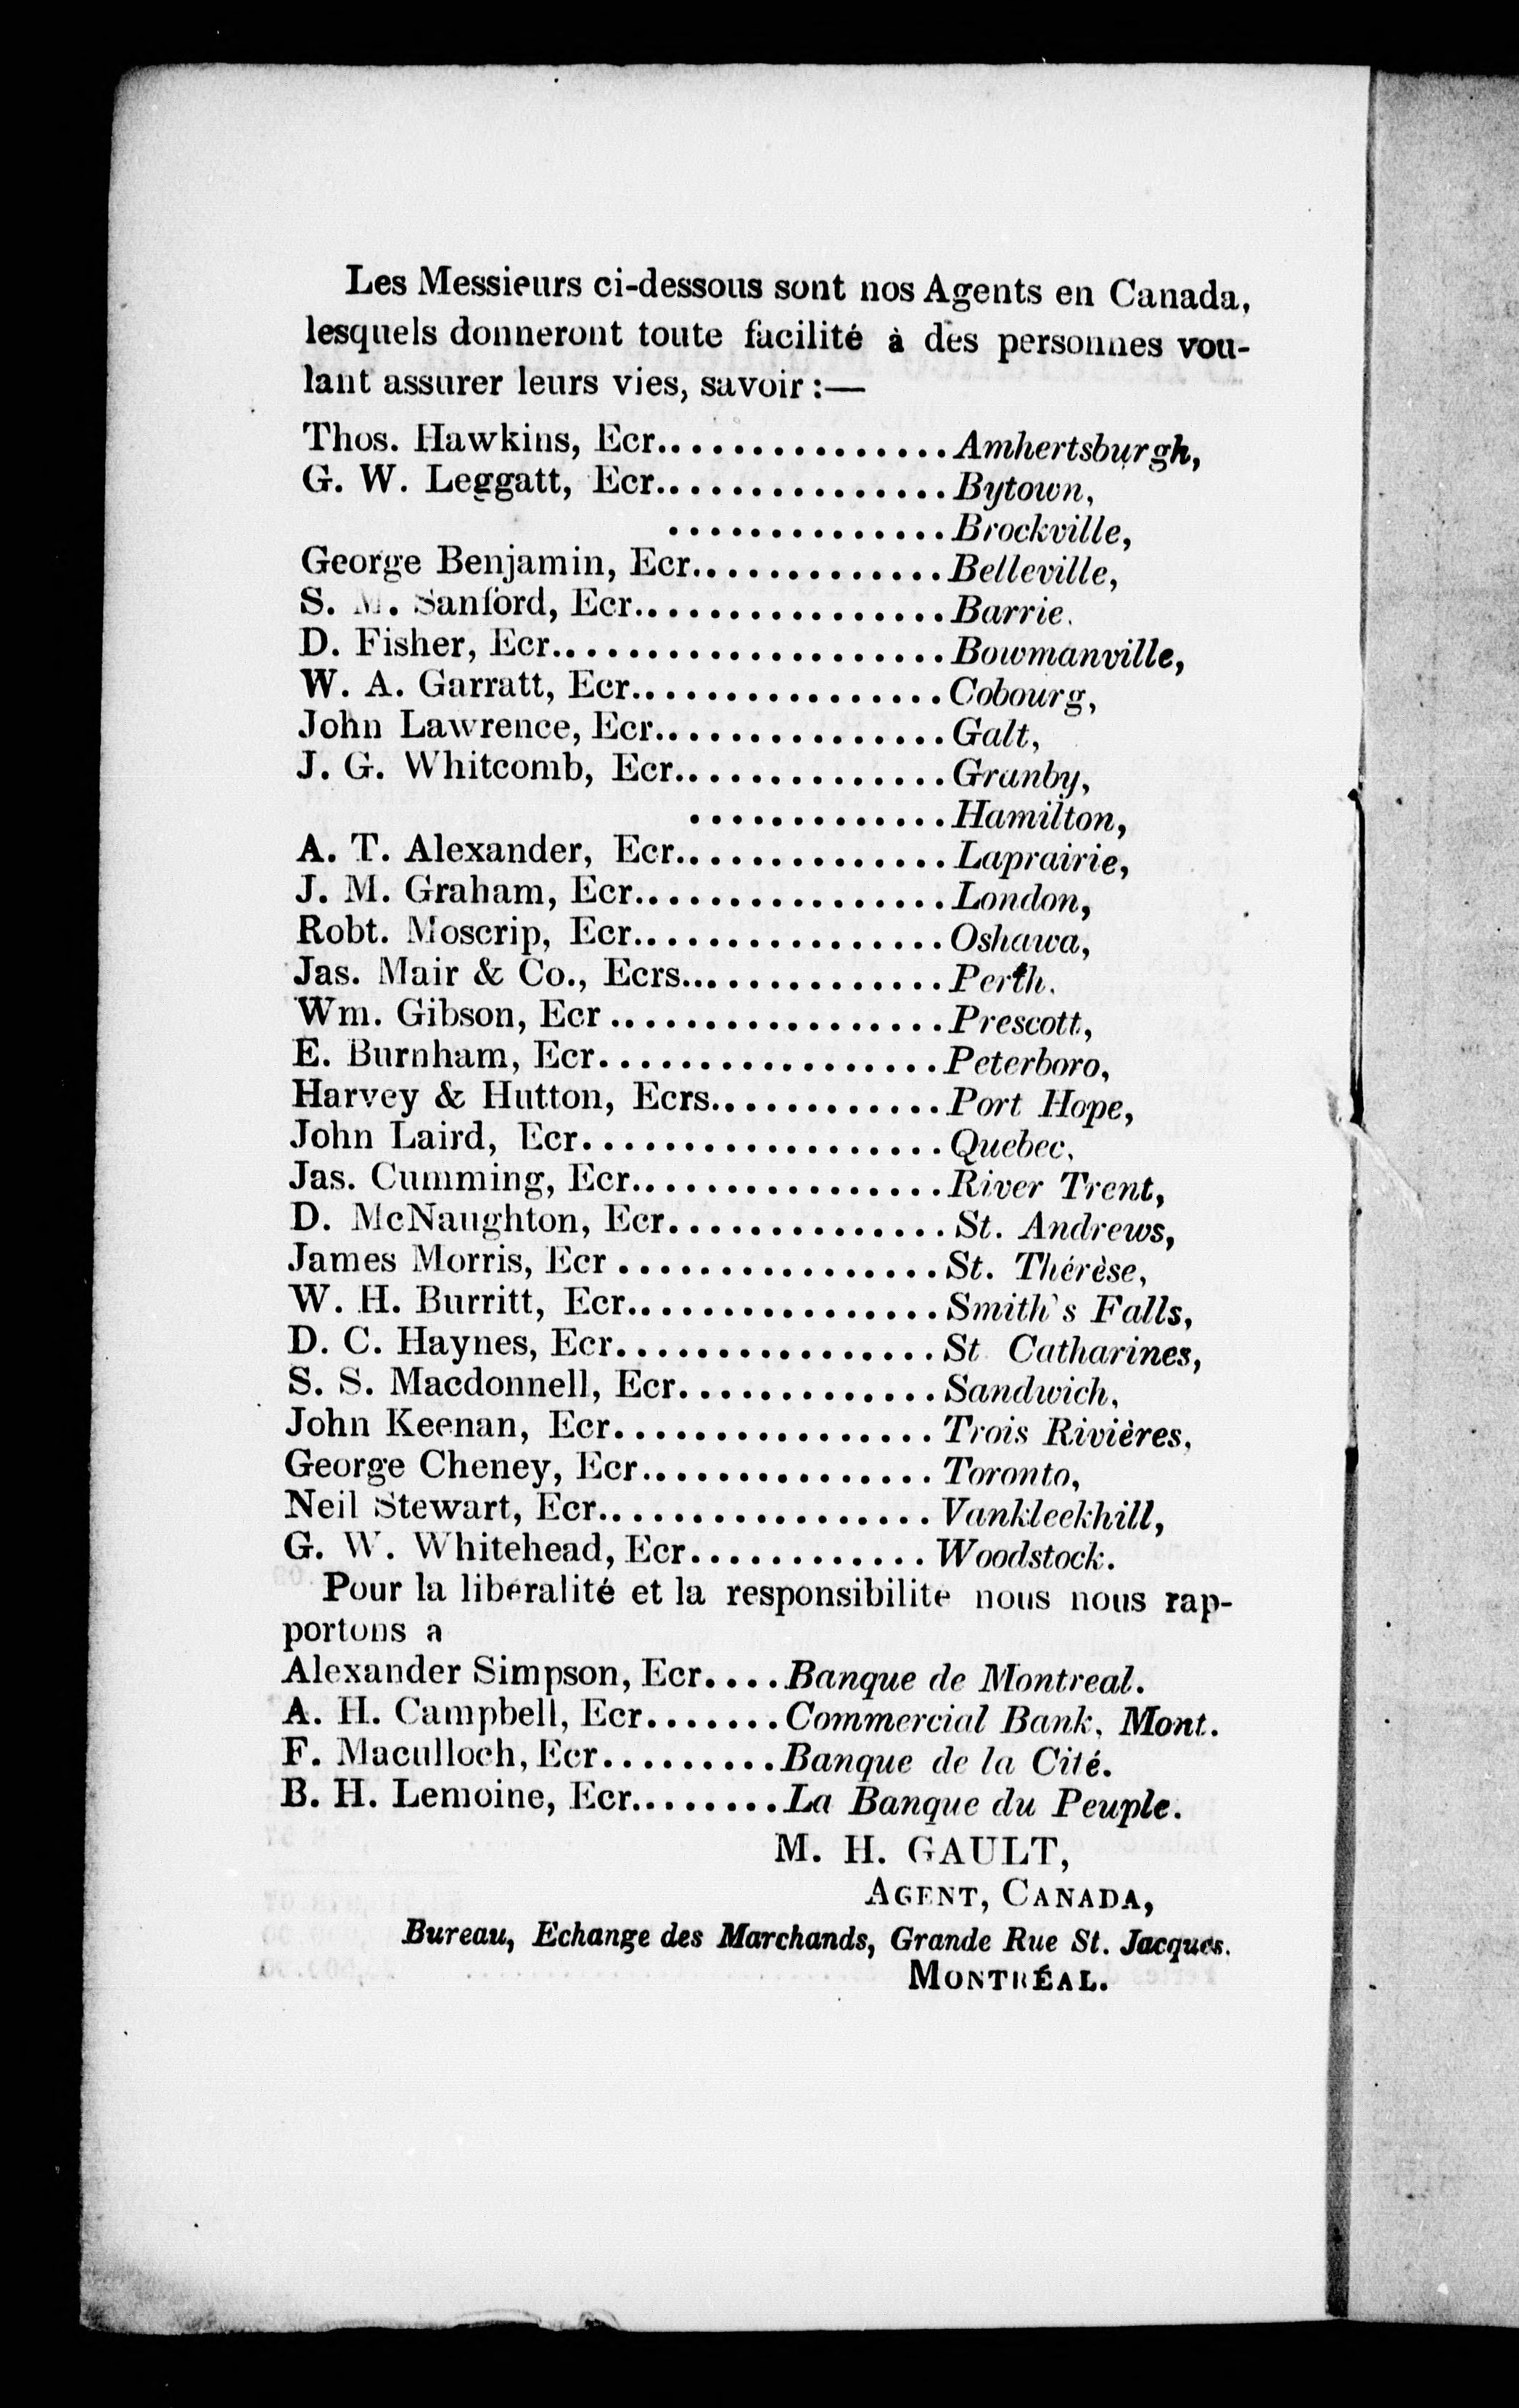 Les Messieurs ci-dessous sont nos Agents en Canada,
lesquels donneront toute facilité à des personnes vou-
lant assurer leurs vies, savoir :—
Thos. Hawkins, Ecr................Amhertsburgh,
G. W. Leggatt, Ecr................Bytown,
..............Brockville,
George Benjamin, Ecr..............Belleville,
S. M. Sanford, Ecr.................Barrie.
D. Fisher, Ecr.....................Bowmanville,
W. A. Garratt, Ecr.................Cobourg,
John Lawrence, Ecr................Galt,
J. G. Whitcomb, Ecr...............Granby,
.............Hamilton,
A. T. Alexander, Ecr...............Laprairie,
J. M. Graham, Ecr.................London,
Robt. Moscrip, Ecr.................Oshawa,
Jas. Mair & Co., Ecrs...............Perth.
Wm. Gibson, Ecr .................Prescott,
E. Burnham, Ecr.................Peterboro,
Harvey & Hutton, Ecrs.............Port Hope,
John Laird, Ecr..................Quebec.
Jas. Cumming, Ecr.................River Trent,
D. McNaughton, Ecr..............St. Andrews,
James Morris, Ecr ................St. Thérèse,
W. H. Burritt, Ecr.................Smith's Falls,
D. C. Haynes, Ecr................St Catharines,
S. S. Macdonnell, Ecr.............Sandwich,
John Keenan, Ecr................Trois Rivières,
George Cheney, Ecr...............Toronto,
Neil Stewart, Ecr.................Vankleekhill,
G. W. Whitehead, Ecr............Woodstock.
Pour la libéralité et la responsibilite nous nous rap-
portons a
Alexander Simpson, Ecr....Banque de Montreal.
A. H. Campbell, Ecr.......Commercial Bank, Mont.
F. Maculloch, Ecr.........Banque de la Cité.
B. H. Lemoine, Ecr........La Banque du Peuple.
M. H. GAULT,
AGENT, CANADA,
Bureau, Echange des Marchands, Grande Rue St. Jacques.
MONTRÉAL.